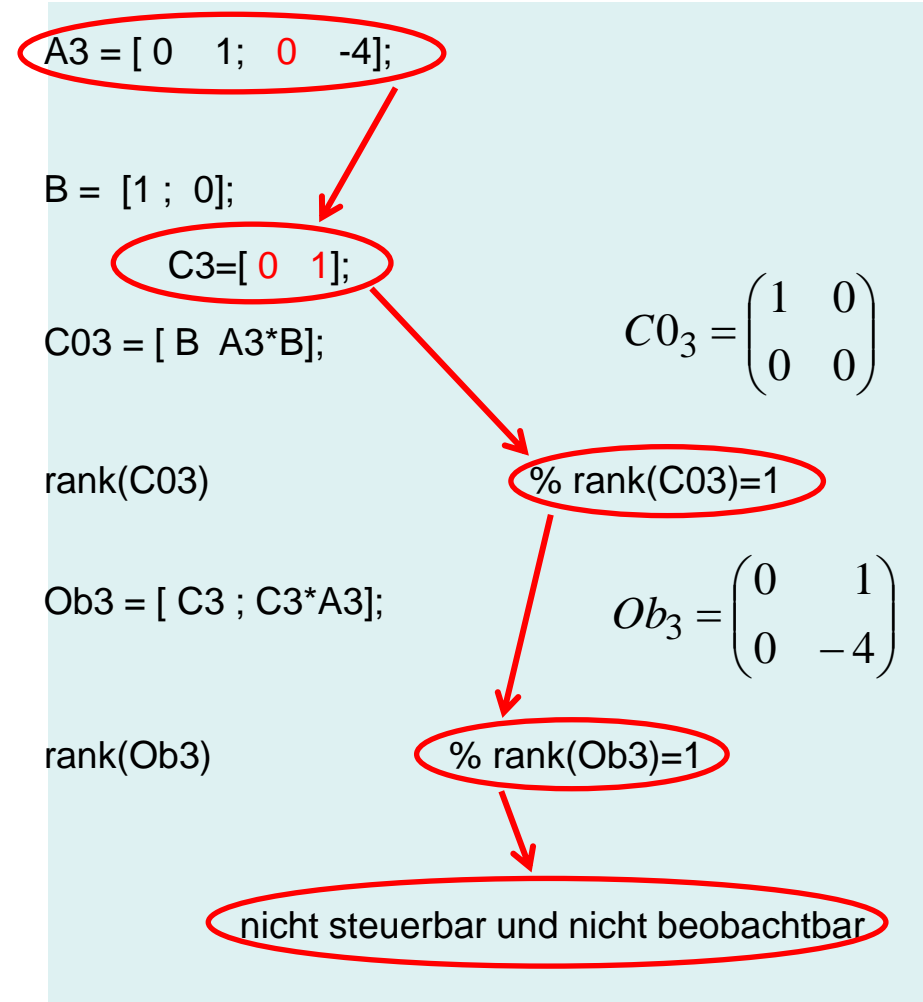 A3 = [ 0 1; 0 -4];
B = [1 ; 0];
C3=[ 0 1];
C03 = [ B A3*B];
C0₃ = (1 0
0 0)
rank(C03) % rank(C03)=1
Ob3 = [ C3 ; C3*A3];
Ob₃ = (0 1
0 −4)
rank(Ob3) % rank(Ob3)=1
nicht steuerbar und nicht beobachtbar